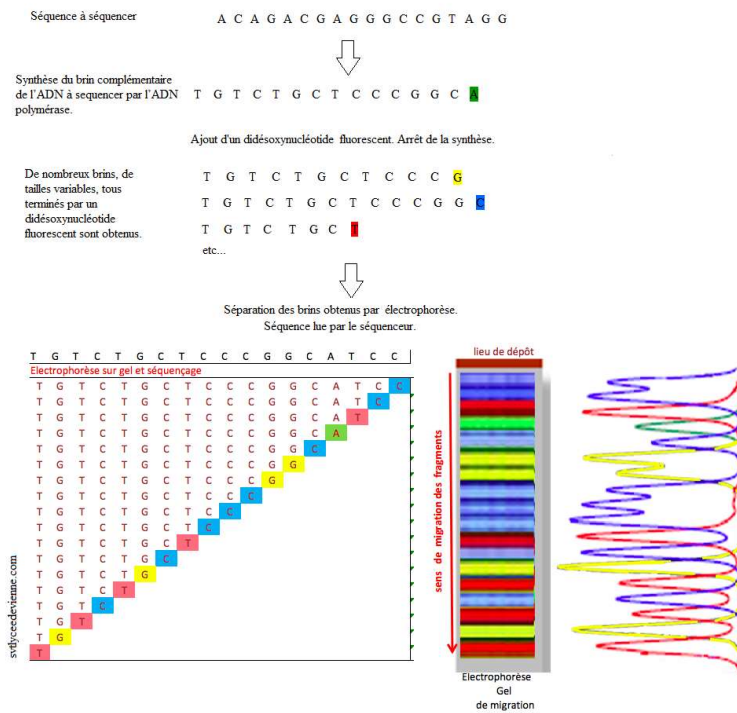 Séquence à séquencer
A C A G A C G A G G G C C G T A G G
Synthèse du brin complémentaire
de l'ADN à sequencer par l'ADN
polymérase.
T G T C T G C T C C C G G C A
Ajout d'un didésoxynucléotide fluorescent. Arrêt de la synthèse.
De nombreux brins, de
tailles variables, tous
terminés par un
didésoxynucléotide
fluorescent sont obtenus.
T G T C T G C T C C C G
T G T C T G C T C C C G G C
T G T C T G C T
etc...
Séparation des brins obtenus par électrophorèse.
Séquence lue par le séquenceur.
T G T C T G C T C C C G G C A T C C
Electrophorèse sur gel et séquençage
T G T C T G C T C C C G G C A T C C
T G T C T G C T C C C G G C A T C
T G T C T G C T C C C G G C A T
T G T C T G C T C C C G G C A
T G T C T G C T C C C G G C
T G T C T G C T C C C G G
T G T C T G C T C C C G
T G T C T G C T C C C
T G T C T G C T C C
T G T C T G C T C
T G T C T G C T
T G T C T G C
T G T C T G
T G T C T
T G T C
T G T
T G
T
svtlyceedevienne.com
lieu de dépôt
sens de migration des fragments
Electrophorèse
Gel
de migration